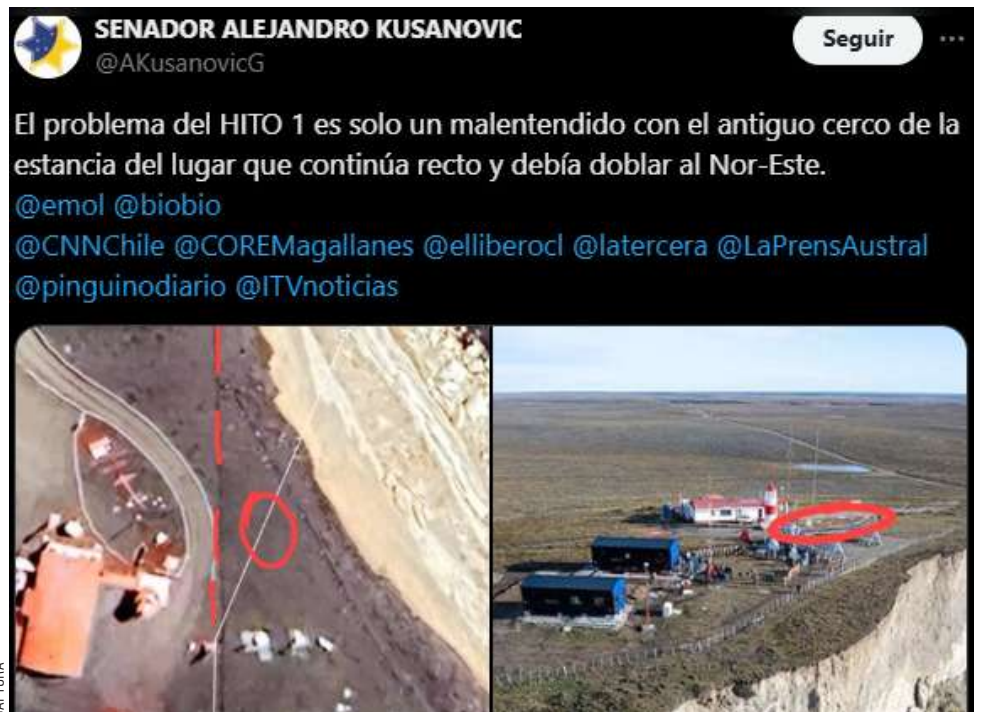 SENADOR ALEJANDRO KUSANOVIC
@AKusanovicG
Seguir
El problema del HITO 1 es solo un malentendido con el antiguo cerco de la
estancia del lugar que continúa recto y debía doblar al Nor-Este.
@emol @biobio
@CNNChile @COREMagallanes @elliberocl @latercera @LaPrensAustral
@pinguinodiario @ITVnoticias